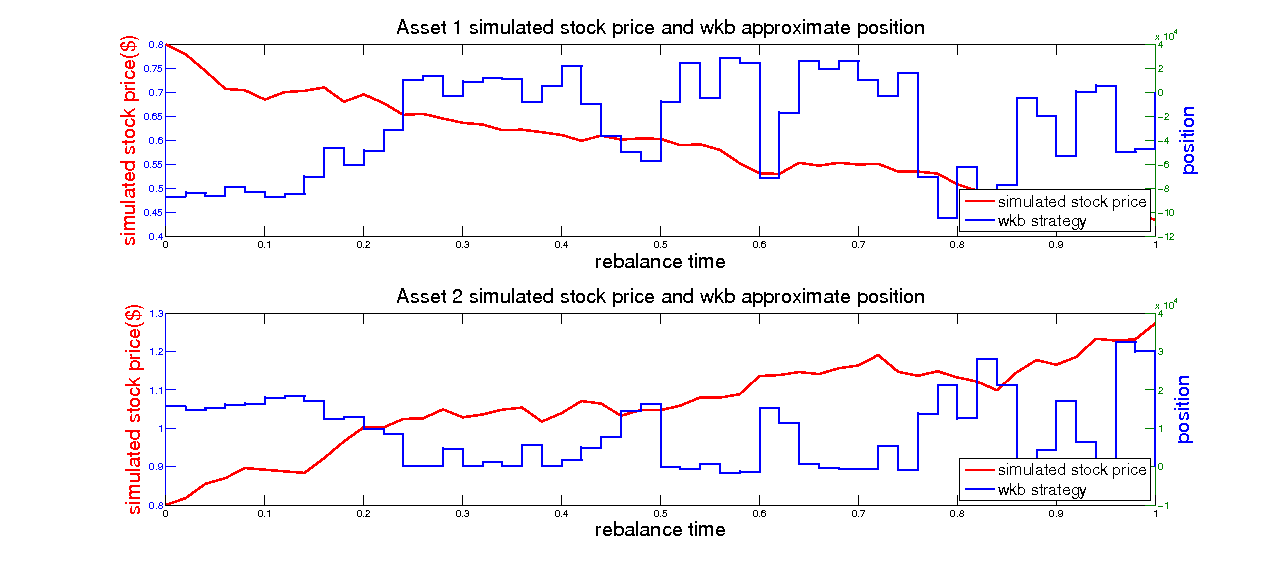 Asset 1 simulated stock price and wkb approximate position
simulated stock price($)
0.8
0.75
0.7
0.65
0.6
0.55
0.5
0.45
0.4
x 10^4
4
2
0
−2
−4
−6
−8
−10
−12
position
simulated stock price
wkb strategy
0 0.1 0.2 0.3 0.4 0.5 0.6 0.7 0.8 0.9 1
rebalance time
Asset 2 simulated stock price and wkb approximate position
simulated stock price($)
1.3
1.2
1.1
1
0.9
0.8
x 10^4
4
3
2
1
0
−1
position
simulated stock price
wkb strategy
0 0.1 0.2 0.3 0.4 0.5 0.6 0.7 0.8 0.9 1
rebalance time